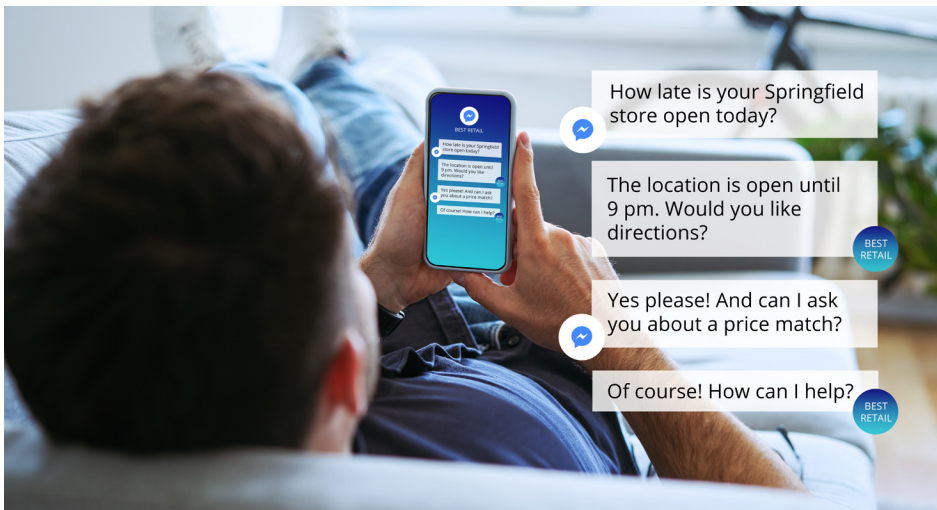 BEST RETAIL
How late is your Springfield
store open today?
The location is open until
9 pm. Would you like
directions?
Yes please! And can I ask
you about a price match?
Of course! How can I help?
How late is your Springfield
store open today?
The location is open until
9 pm. Would you like
directions?
BEST
RETAIL
Yes please! And can I ask
you about a price match?
Of course! How can I help?
BEST
RETAIL